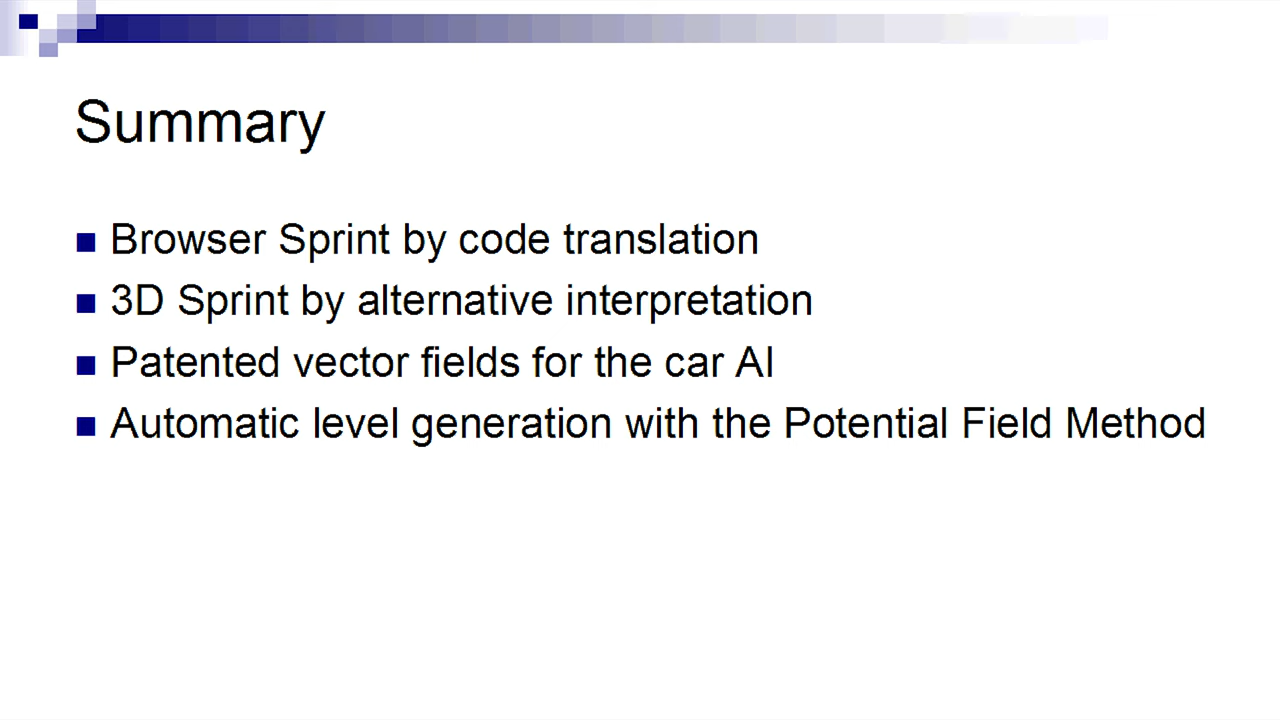 Summary
Browser Sprint by code translation
3D Sprint by alternative interpretation
Patented vector fields for the car AI
Automatic level generation with the Potential Field Method